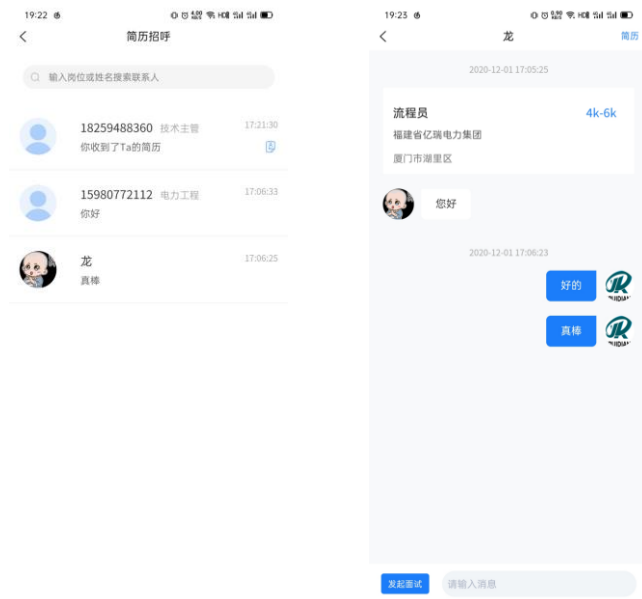 19:22
简历招呼
输入岗位或姓名搜索联系人
18259488360 技术主管 17:21:30
你收到了Ta的简历
15980772112 电力工程 17:06:33
你好
龙 17:06:25
真棒
19:23
龙 简历
2020-12-01 17:05:25
流程员 4k-6k
福建省亿瑞电力集团
厦门市湖里区
您好
2020-12-01 17:06:23
好的
真棒
发起面试 请输入消息